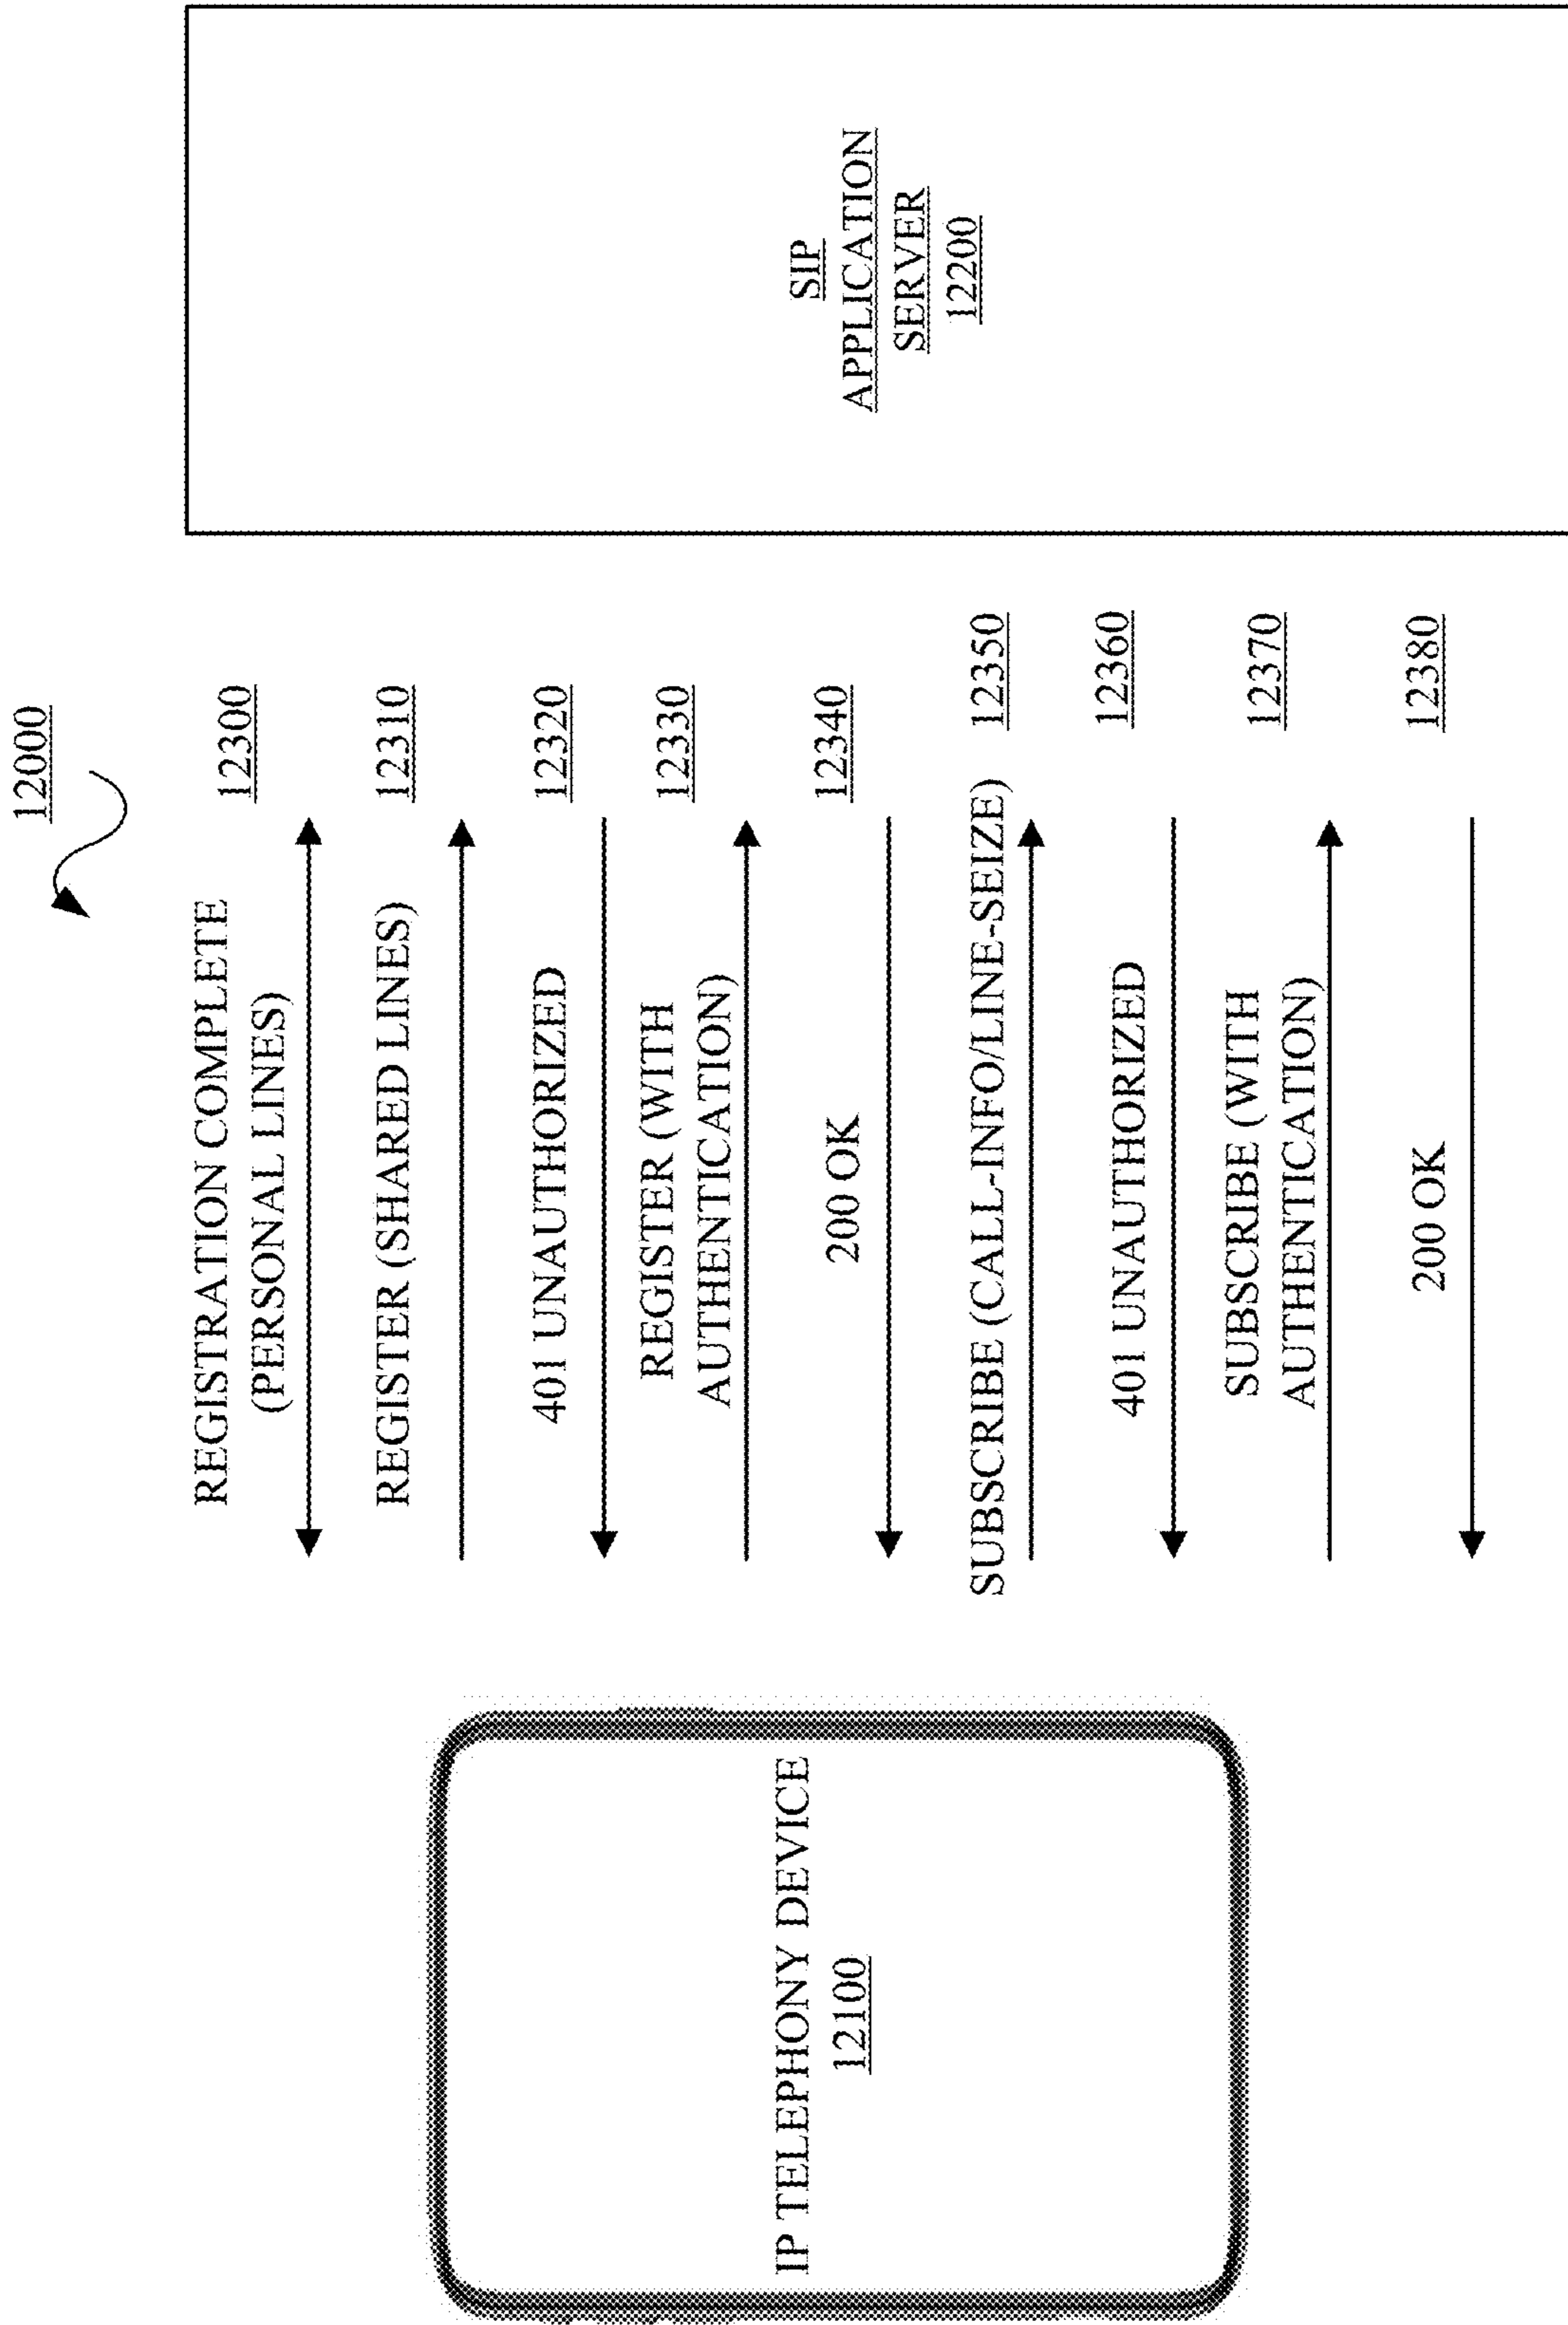 12000
REGISTRATION COMPLETE
(PERSONAL LINES)
12300
REGISTER (SHARED LINES)
12310
401 UNAUTHORIZED
12320
REGISTER (WITH
AUTHENTICATION)
12330
200 OK
12340
SUBSCRIBE (CALL-INFO/LINE-SEIZE)
12350
401 UNAUTHORIZED
12360
SUBSCRIBE (WITH
AUTHENTICATION)
12370
200 OK
12380
IP TELEPHONY DEVICE
12100
SIP
APPLICATION
SERVER
12200